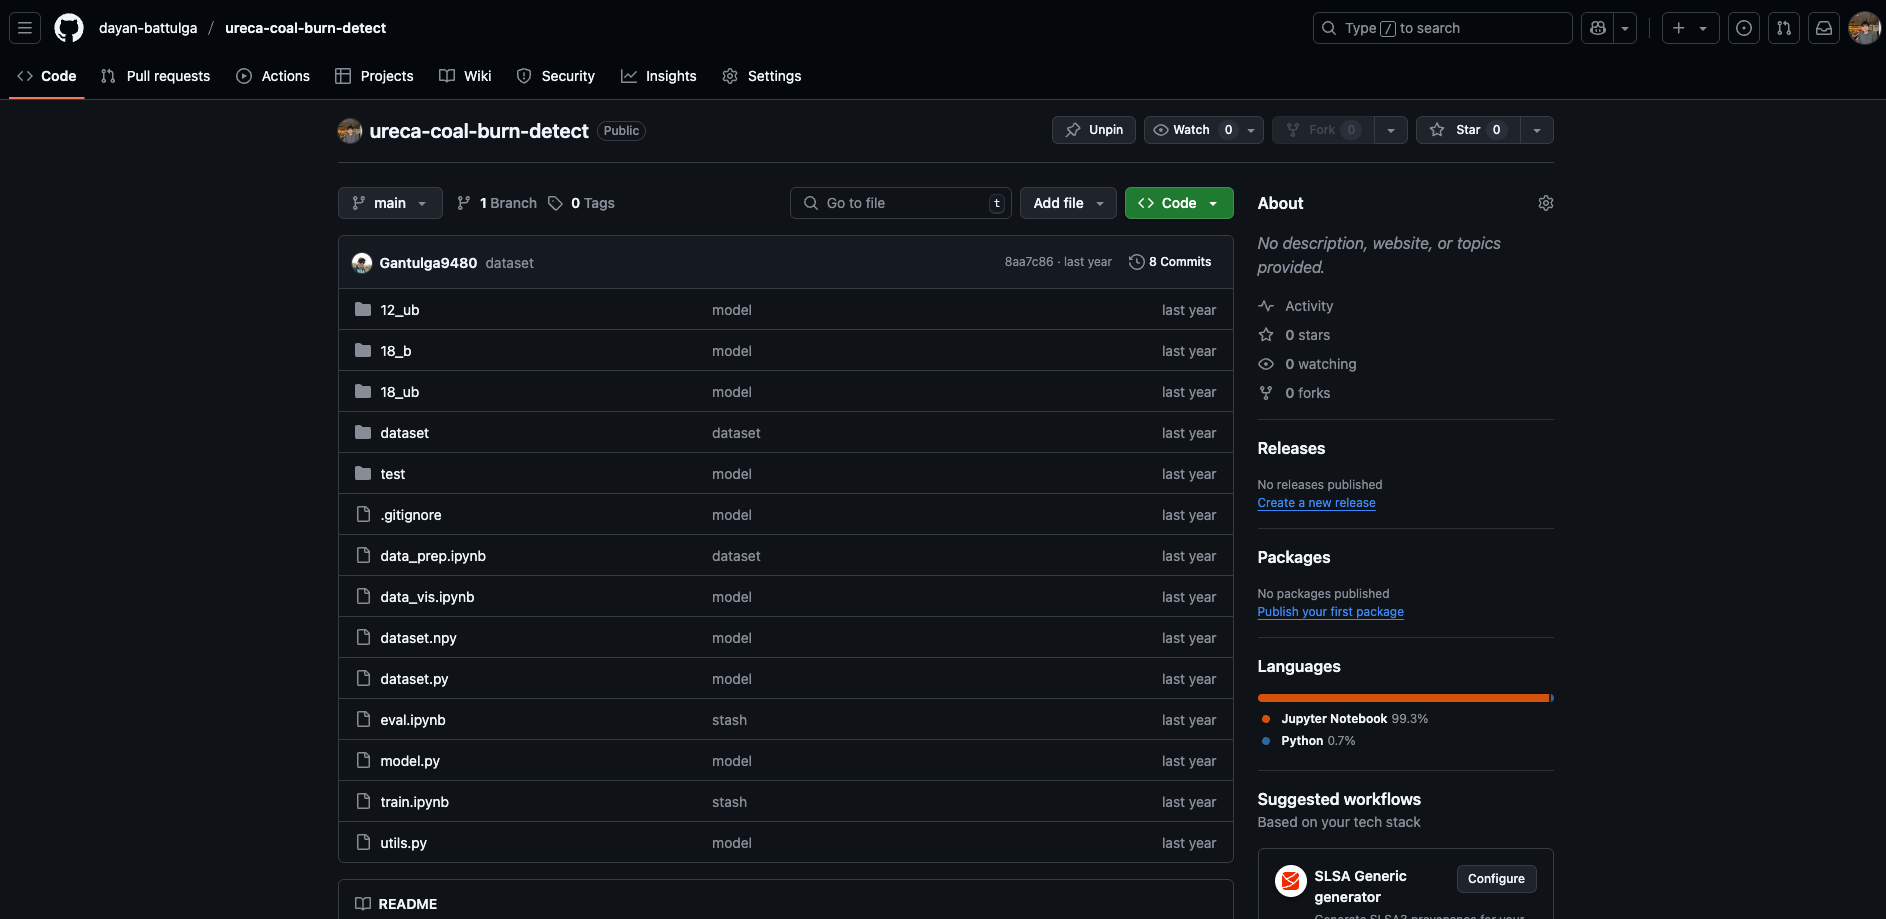 dayan-battulga / ureca-coal-burn-detect
Type / to search
Code Pull requests Actions Projects Wiki Security Insights Settings
ureca-coal-burn-detect Public
Unpin Watch 0 Fork 0 Star 0
main 1 Branch 0 Tags Go to file t Add file Code
Gantulga9480 dataset 8aa7c86 · last year 8 Commits
12_ub model last year
18_b model last year
18_ub model last year
dataset dataset last year
test model last year
.gitignore model last year
data_prep.ipynb dataset last year
data_vis.ipynb model last year
dataset.npy model last year
dataset.py model last year
eval.ipynb stash last year
model.py model last year
train.ipynb stash last year
utils.py model last year
README
About
No description, website, or topics
provided.
Activity
0 stars
0 watching
0 forks
Releases
No releases published
Create a new release
Packages
No packages published
Publish your first package
Languages
Jupyter Notebook 99.3%
Python 0.7%
Suggested workflows
Based on your tech stack
SLSA Generic
generator
Configure
Generate SLSA3 provenance for your